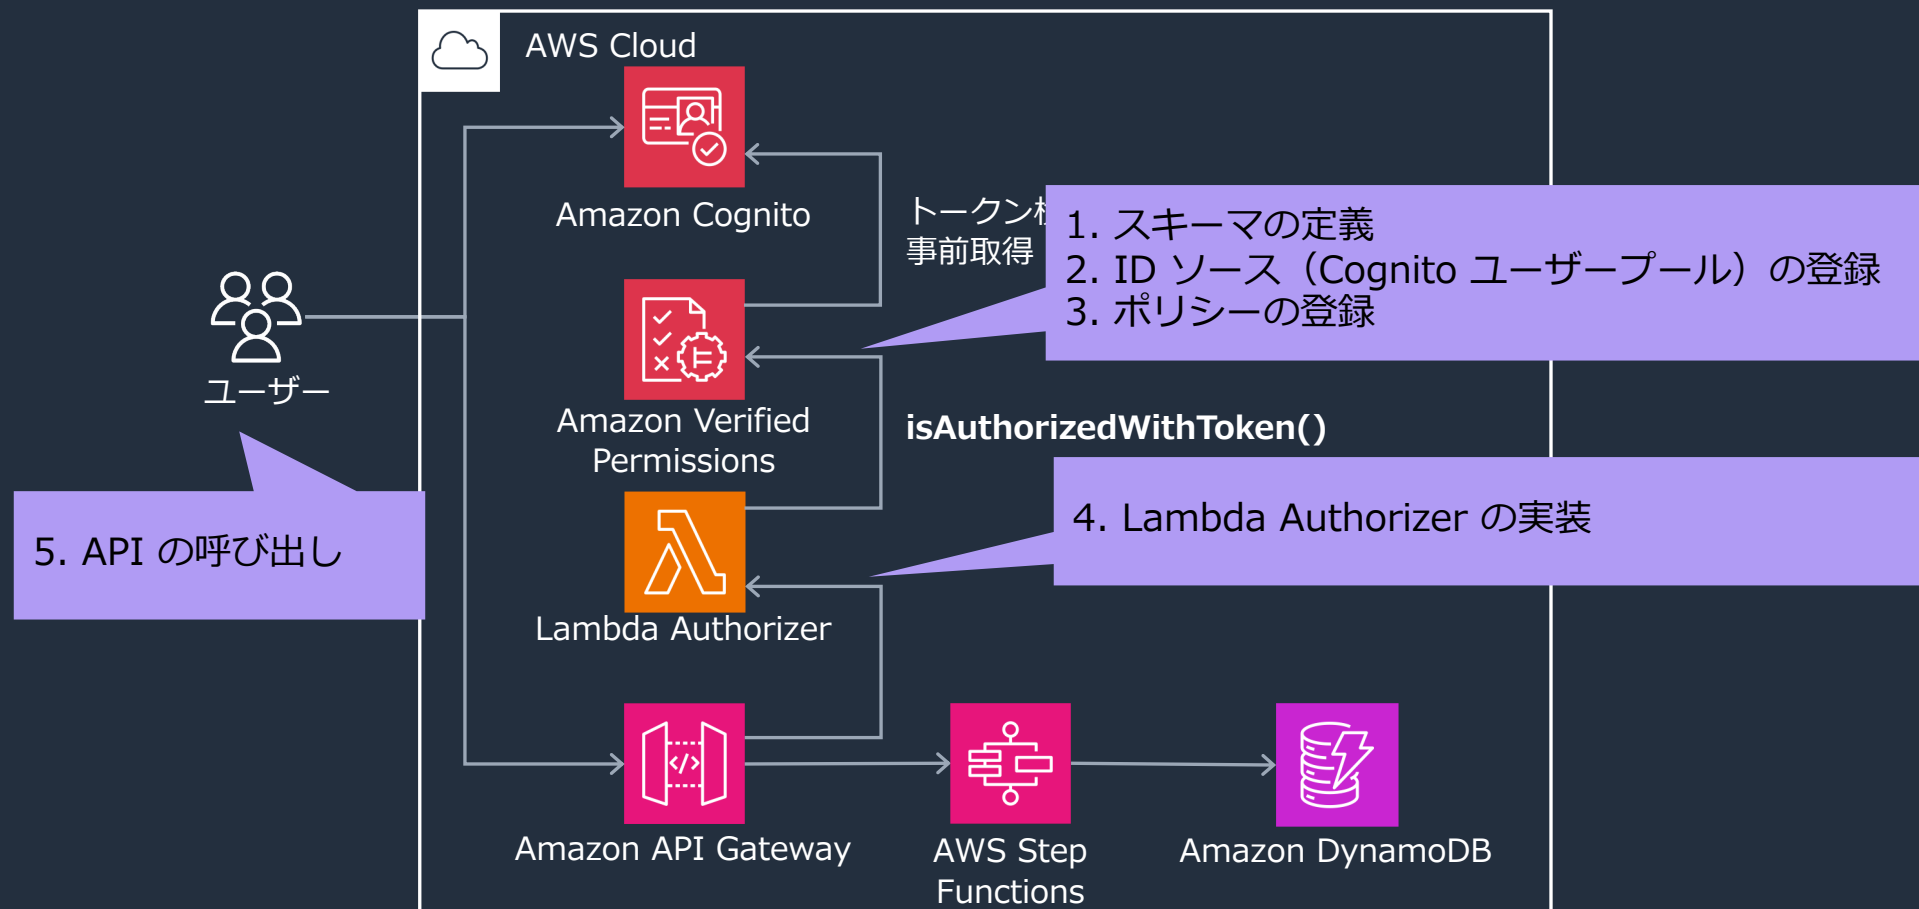 AWS Cloud
Amazon Cognito
トークン
事前取得
1. スキーマの定義
2. ID ソース（Cognito ユーザープール）の登録
3. ポリシーの登録
ユーザー
Amazon Verified
Permissions
isAuthorizedWithToken()
4. Lambda Authorizer の実装
5. API の呼び出し
Lambda Authorizer
Amazon API Gateway
AWS Step
Functions
Amazon DynamoDB